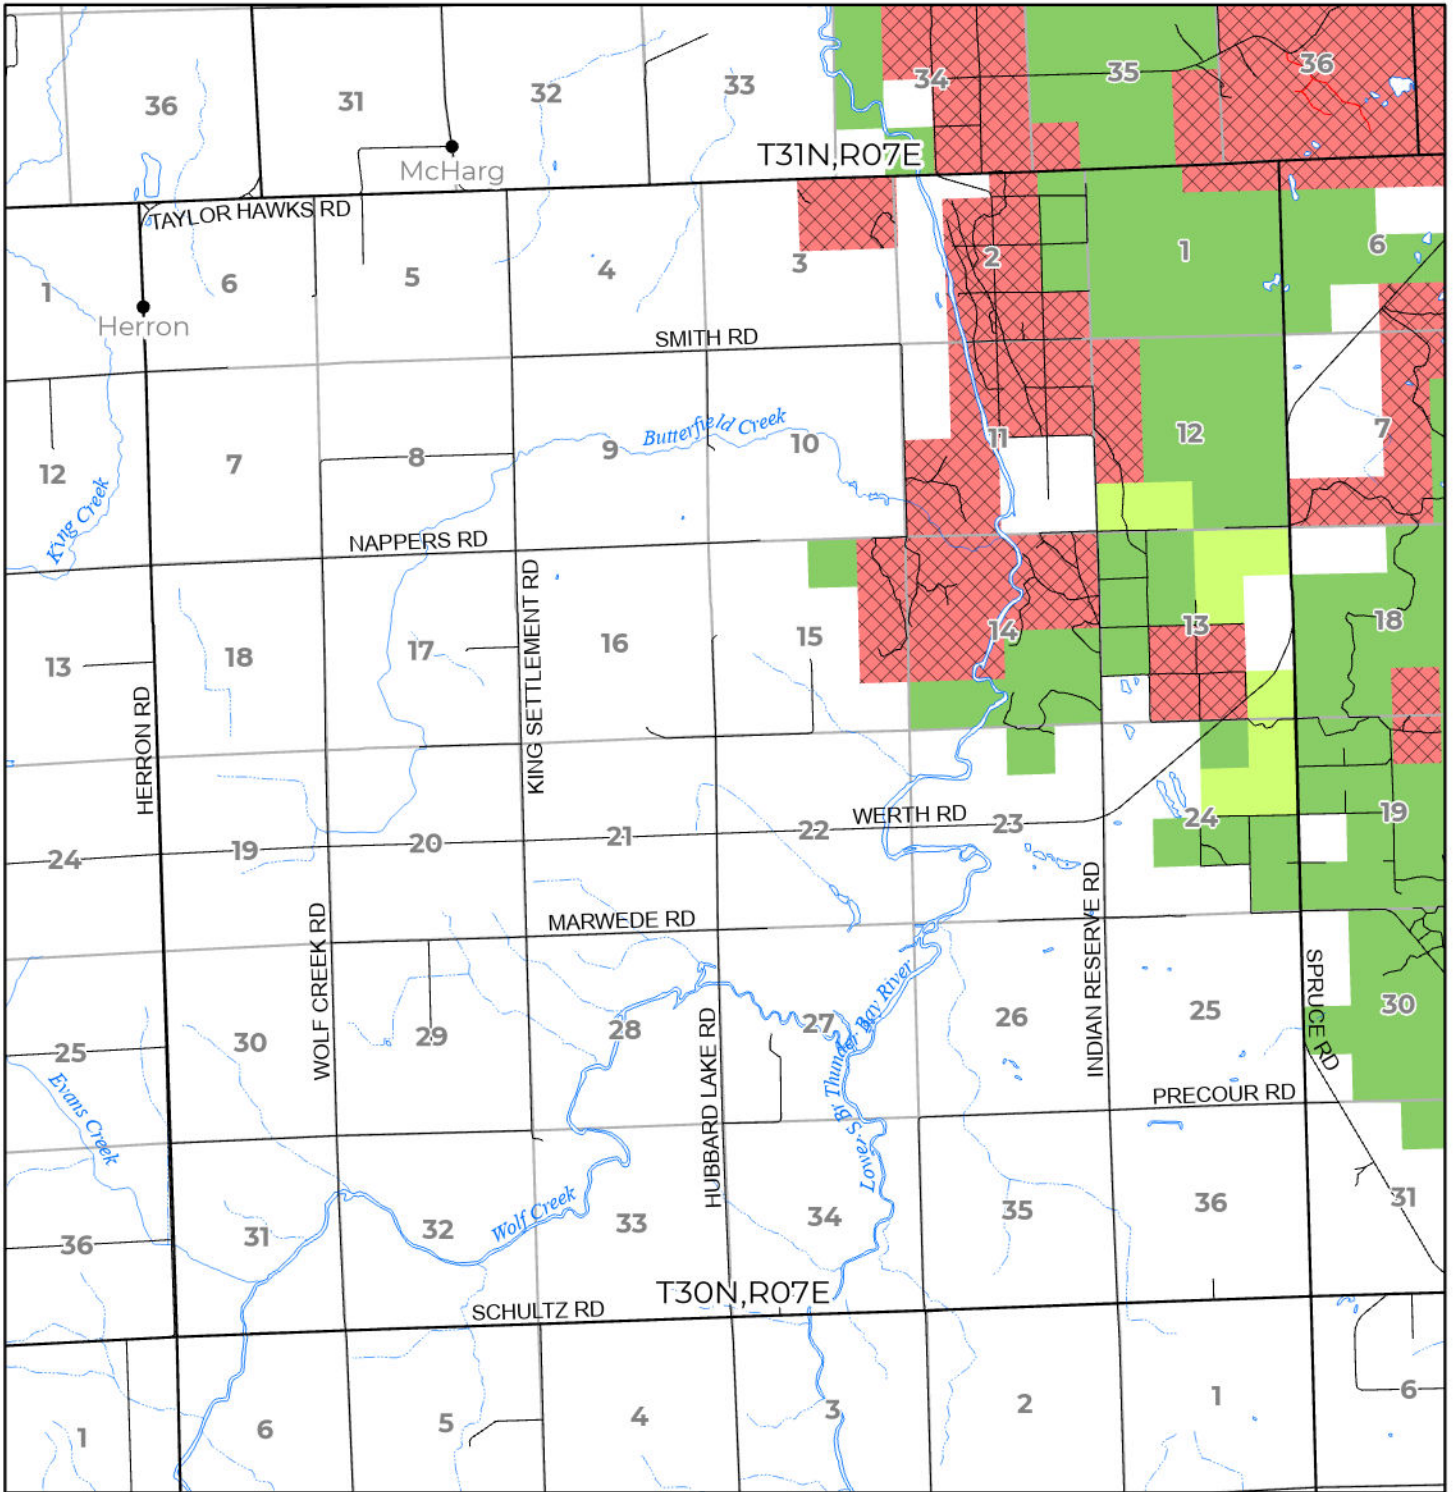 36
31
32
33
34
35
36
McHarg
T31N,R07E
TAYLOR HAWKS RD
1
6
5
4
3
2
1
6
Herron
SMITH RD
12
7
8
9
Butterfield Creek
10
11
12
7
King Creek
NAPPERS RD
13
18
17
KING SETTLEMENT RD
16
15
14
13
18
HERRON RD
24
19
20
21
22
WERTH RD
23
24
19
WOLF CREEK RD
MARWEDE RD
INDIAN RESERVE RD
25
30
29
28
27
26
25
30
SPRUCE RD
Evans Creek
HUBBARD LAKE RD
Lower S Br Thunder Bay River
PRECOUR RD
36
31
32
Wolf Creek
33
34
35
36
31
T30N,R07E
SCHULTZ RD
1
6
5
4
3
2
1
6